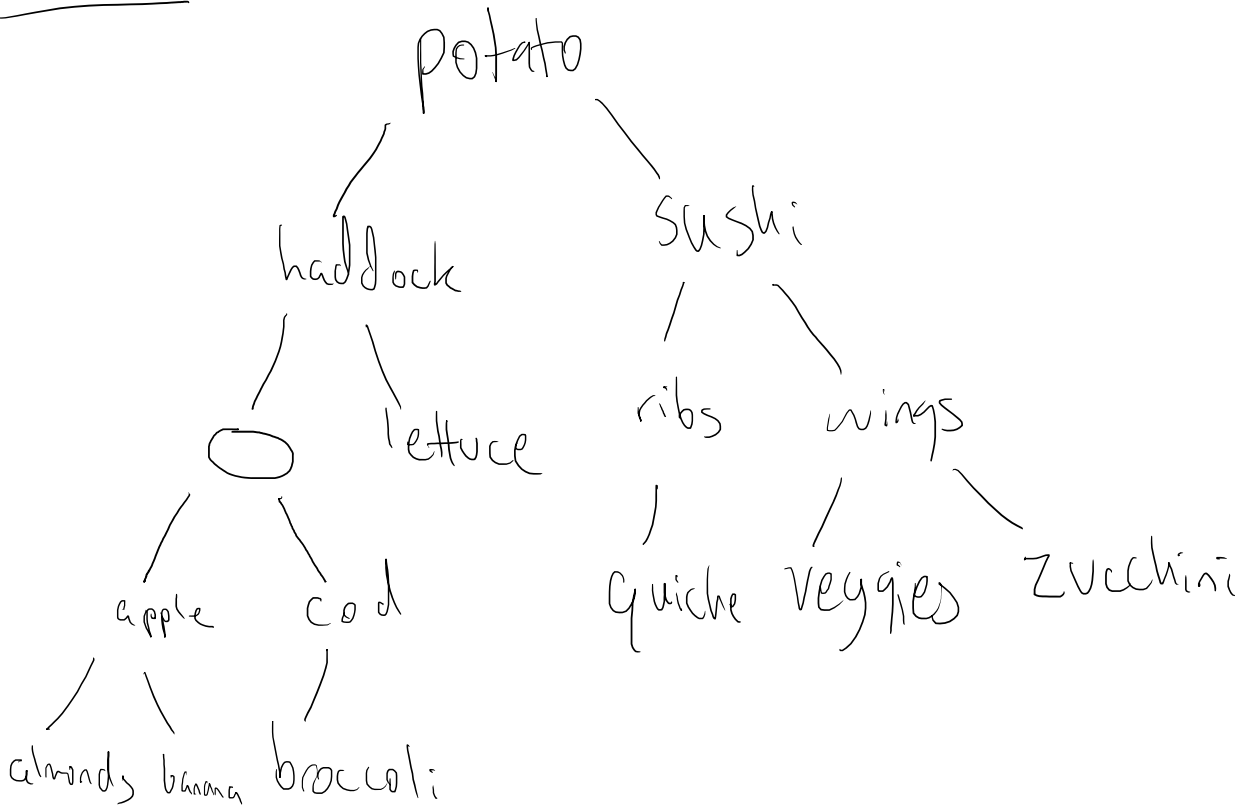 potato
haddock sushi
lettuce ribs wings
apple cod quiche veggies zucchini
almonds banana broccoli